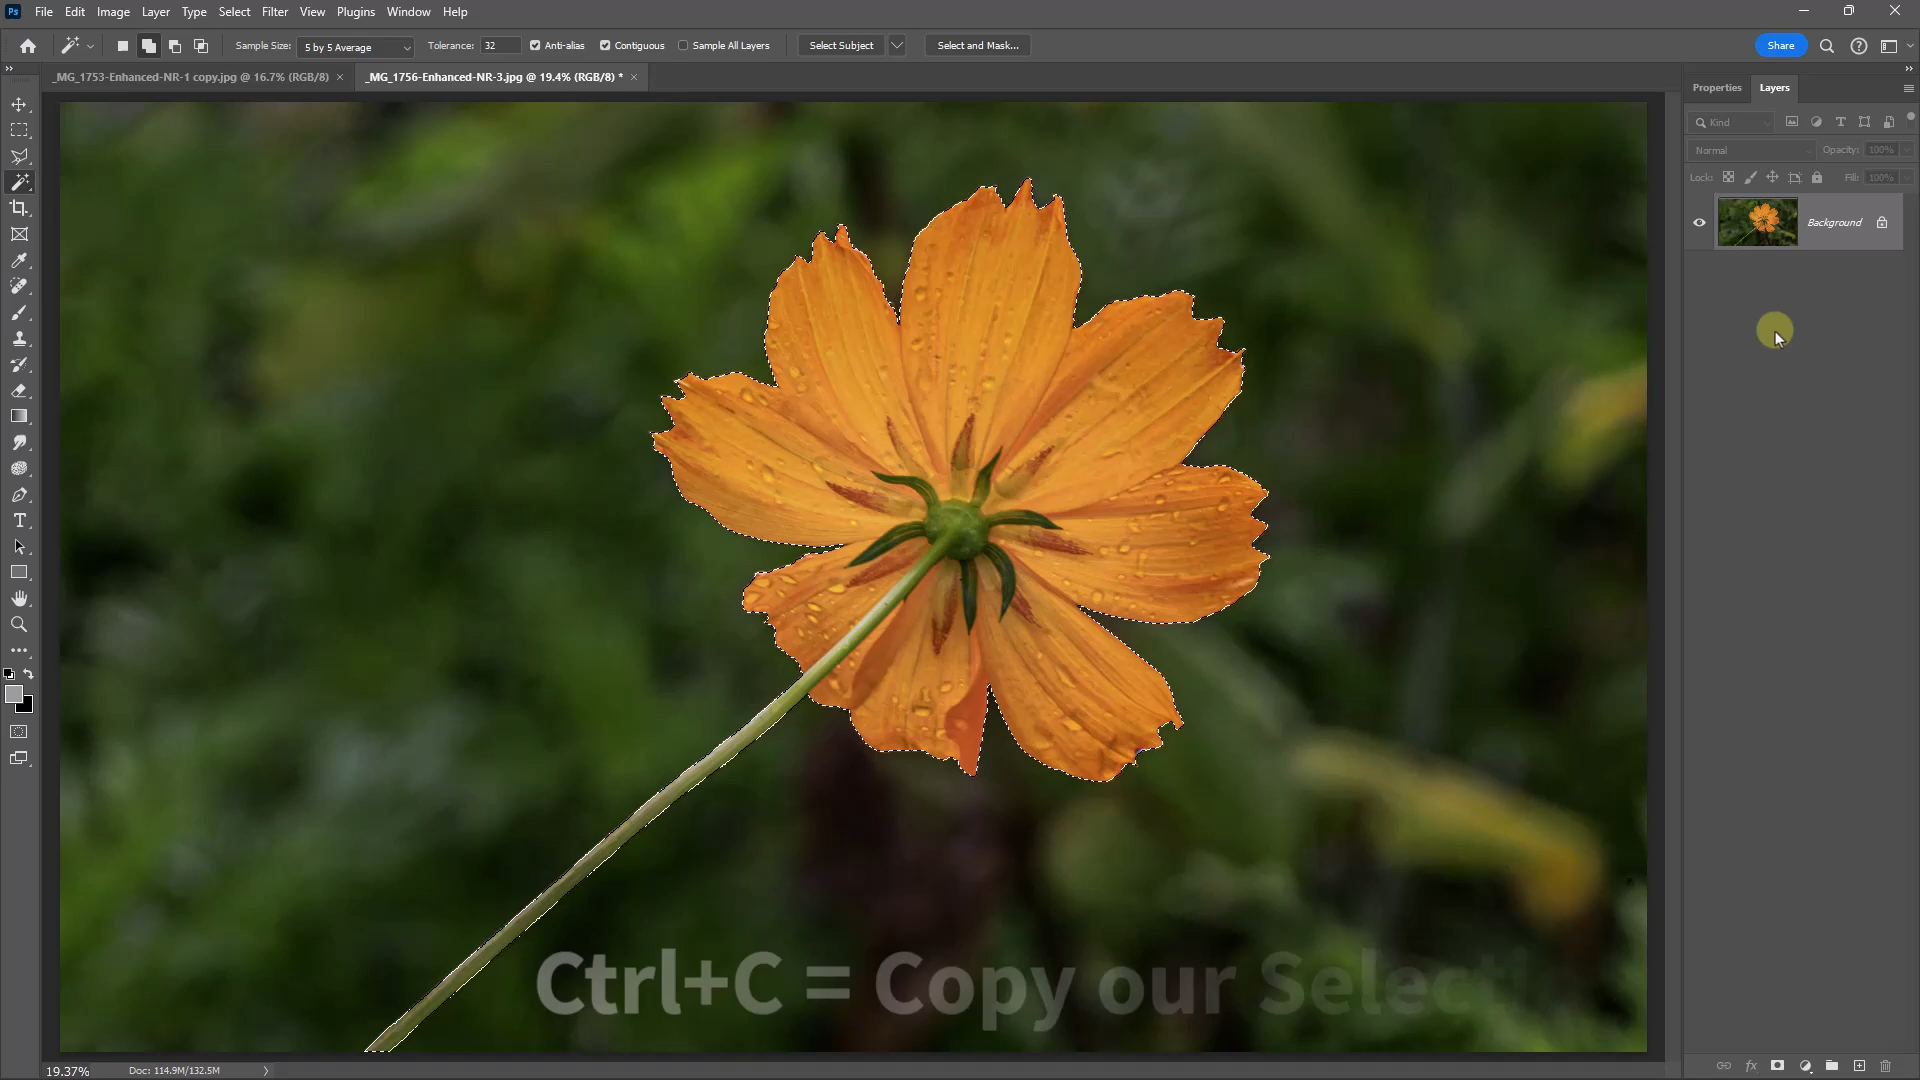 Ps File Edit Image Layer Type Select Filter View Plugins Window Help
Sample Size: 5 by 5 Average Tolerance: 32 Anti-alias Contiguous Sample All Layers Select Subject Select and Mask... Share
_MG_1753-Enhanced-NR-1 copy.jpg @ 16.7% (RGB/8) × _MG_1756-Enhanced-NR-3.jpg @ 19.4% (RGB/8) * ×
Properties Layers
Kind
Normal Opacity: 100%
Lock: Fill: 100%
Background
Ctrl+C = Copy our Selecti
19.37% Doc: 114.9M/132.5M